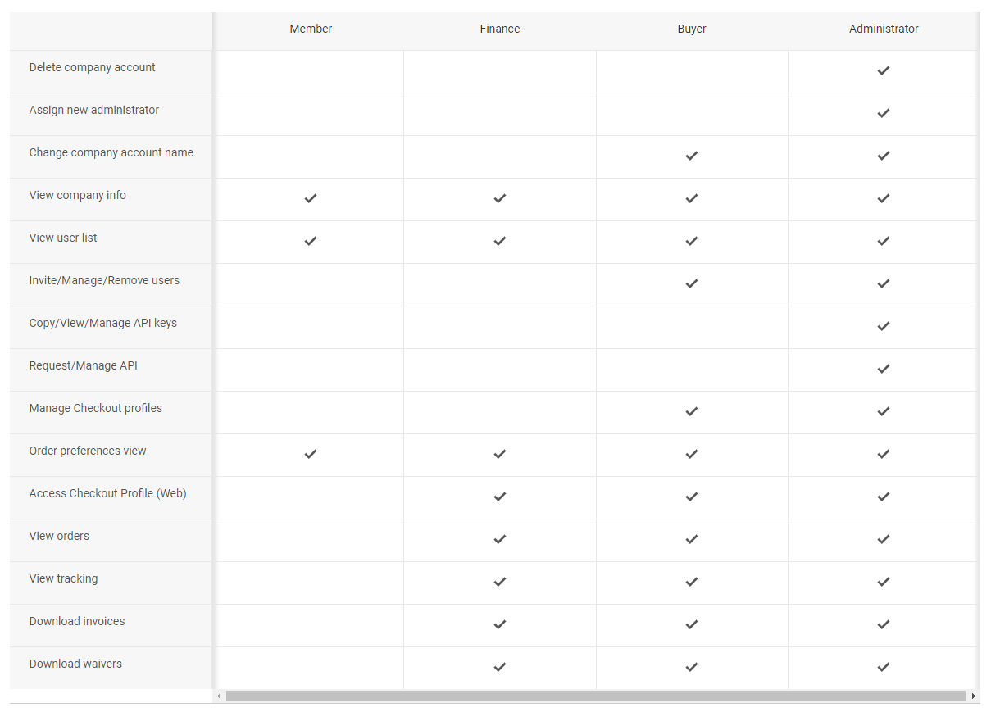 Member Finance Buyer Administrator
Delete company account
Assign new administrator
Change company account name
View company info
View user list
Invite/Manage/Remove users
Copy/View/Manage API keys
Request/Manage API
Manage Checkout profiles
Order preferences view
Access Checkout Profile (Web)
View orders
View tracking
Download invoices
Download waivers